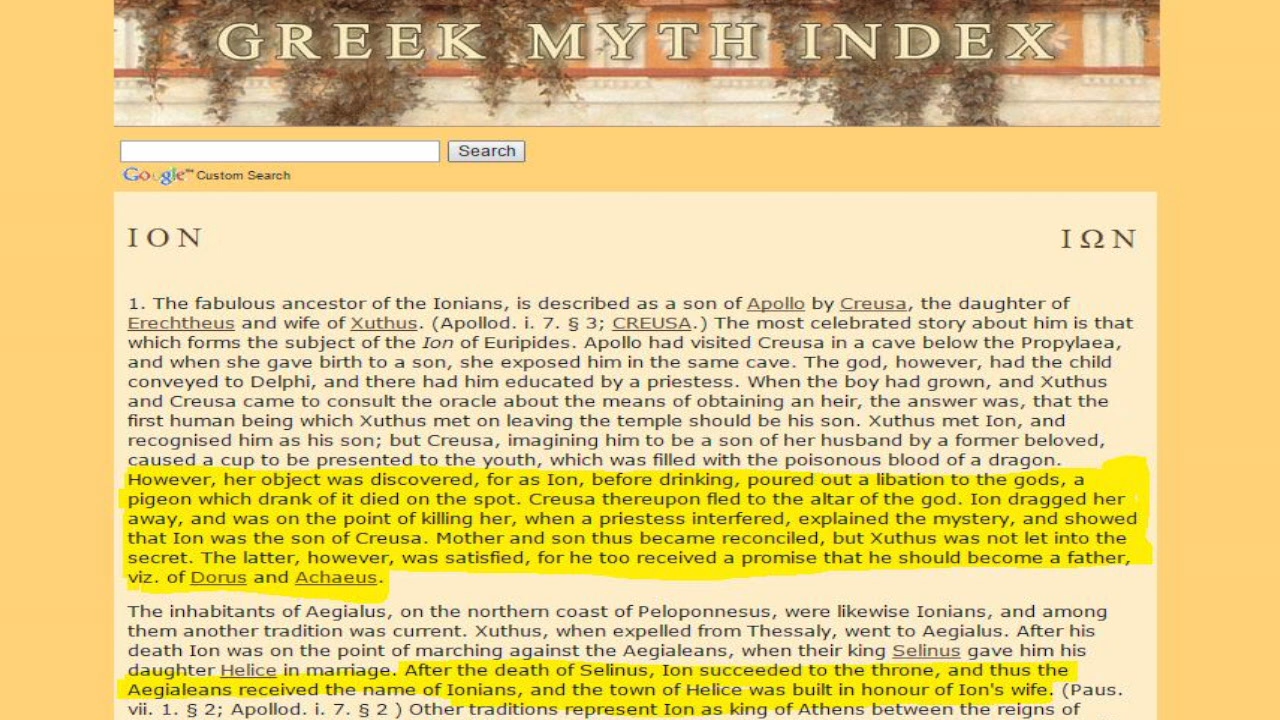 GREEK MYTH INDEX
Search
Google™ Custom Search
ION
ΙΩΝ
1. The fabulous ancestor of the Ionians, is described as a son of Apollo by Creusa, the daughter of
Erechtheus and wife of Xuthus. (Apollod. i. 7. § 3; CREUSA.) The most celebrated story about him is that
which forms the subject of the Ion of Euripides. Apollo had visited Creusa in a cave below the Propylaea,
and when she gave birth to a son, she exposed him in the same cave. The god, however, had the child
conveyed to Delphi, and there had him educated by a priestess. When the boy had grown, and Xuthus
and Creusa came to consult the oracle about the means of obtaining an heir, the answer was, that the
first human being which Xuthus met on leaving the temple should be his son. Xuthus met Ion, and
recognised him as his son; but Creusa, imagining him to be a son of her husband by a former beloved,
caused a cup to be presented to the youth, which was filled with the poisonous blood of a dragon.
However, her object was discovered, for as Ion, before drinking, poured out a libation to the gods, a
pigeon which drank of it died on the spot. Creusa thereupon fled to the altar of the god. Ion dragged her
away, and was on the point of killing her, when a priestess interfered, explained the mystery, and showed
that Ion was the son of Creusa. Mother and son thus became reconciled, but Xuthus was not let into the
secret. The latter, however, was satisfied, for he too received a promise that he should become a father,
viz. of Dorus and Achaeus.
The inhabitants of Aegialus, on the northern coast of Peloponnesus, were likewise Ionians, and among
them another tradition was current. Xuthus, when expelled from Thessaly, went to Aegialus. After his
death Ion was on the point of marching against the Aegialeans, when their king Selinus gave him his
daughter Helice in marriage. After the death of Selinus, Ion succeeded to the throne, and thus the
Aegialeans received the name of Ionians, and the town of Helice was built in honour of Ion's wife. (Paus.
vii. 1. § 2; Apollod. i. 7. § 2 ) Other traditions represent Ion as king of Athens between the reigns of